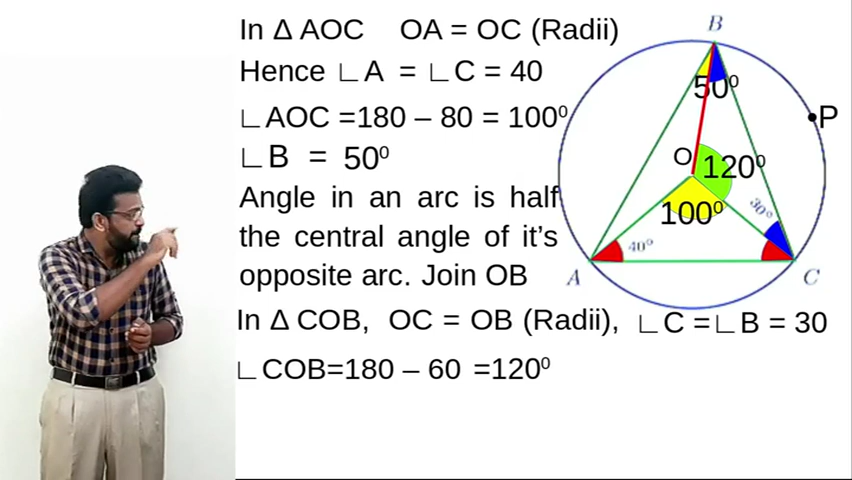 In Δ AOC OA = OC (Radii)
Hence ∟A = ∟C = 40
∟AOC =180 – 80 = 100⁰
∟B = 50⁰
Angle in an arc is half
the central angle of it's
opposite arc. Join OB
In Δ COB, OC = OB (Radii), ∟C =∟B = 30
∟COB=180 – 60 =120⁰
B
50⁰
P
O 120⁰
100⁰ 30°
40°
A C